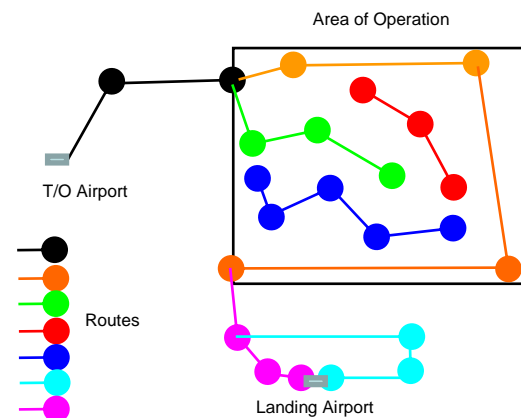 Area of Operation
T/O Airport
Routes
Landing Airport